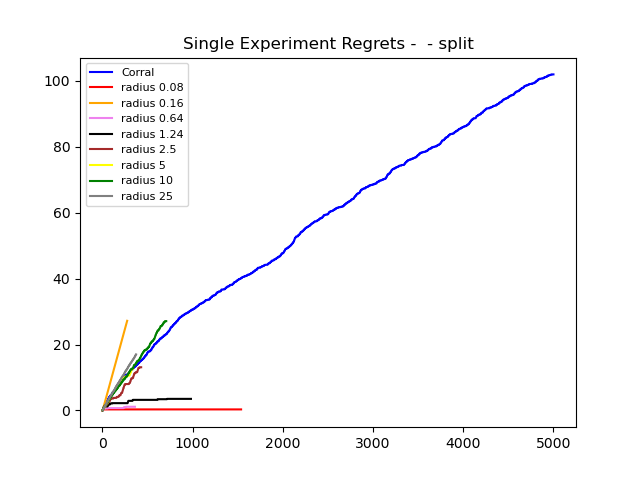 Single Experiment Regrets -  - split
Corral
radius 0.08
radius 0.16
radius 0.64
radius 1.24
radius 2.5
radius 5
radius 10
radius 25
100
80
60
40
20
0
0 1000 2000 3000 4000 5000